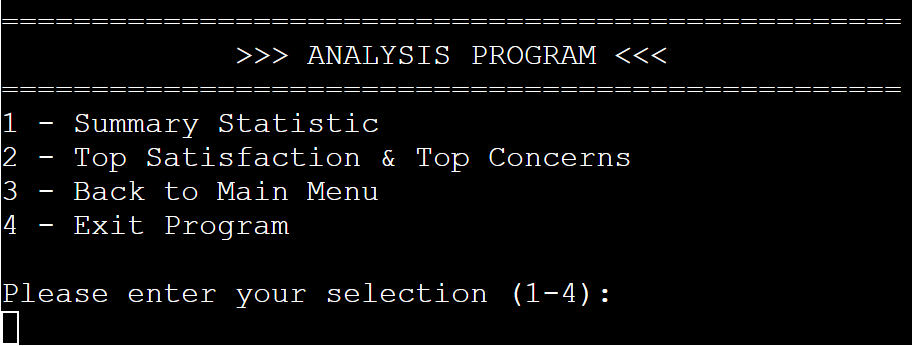 ==================================================
>>> ANALYSIS PROGRAM <<<
==================================================
1 - Summary Statistic
2 - Top Satisfaction & Top Concerns
3 - Back to Main Menu
4 - Exit Program
Please enter your selection (1-4):